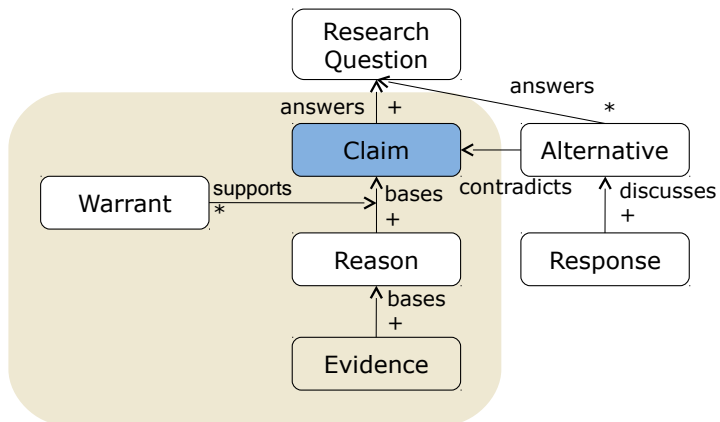 Research
Question
answers
answers +
*
Claim
Alternative
contradicts
supports
Warrant
*
bases
+
discusses
+
Reason
Response
bases
+
Evidence